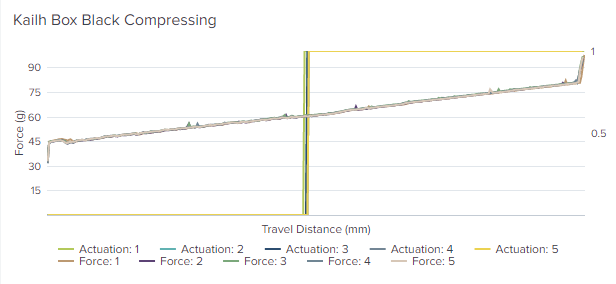 Kailh Box Black Compressing
1
90
75
60
0.5
45
30
15
Force (g)
Travel Distance (mm)
Actuation: 1 Actuation: 2 Actuation: 3 Actuation: 4 Actuation: 5
Force: 1 Force: 2 Force: 3 Force: 4 Force: 5